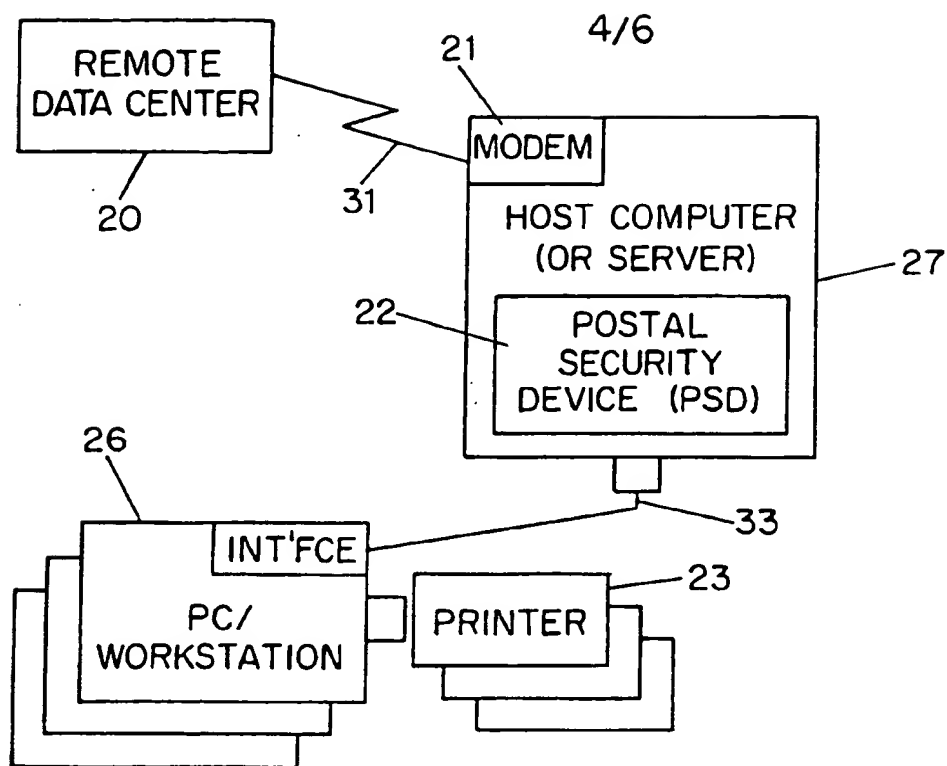 4/6
REMOTE
DATA CENTER
20
31
21
MODEM
HOST COMPUTER
(OR SERVER)
27
22
POSTAL
SECURITY
DEVICE (PSD)
33
26
INT'FCE
PC/
WORKSTATION
23
PRINTER